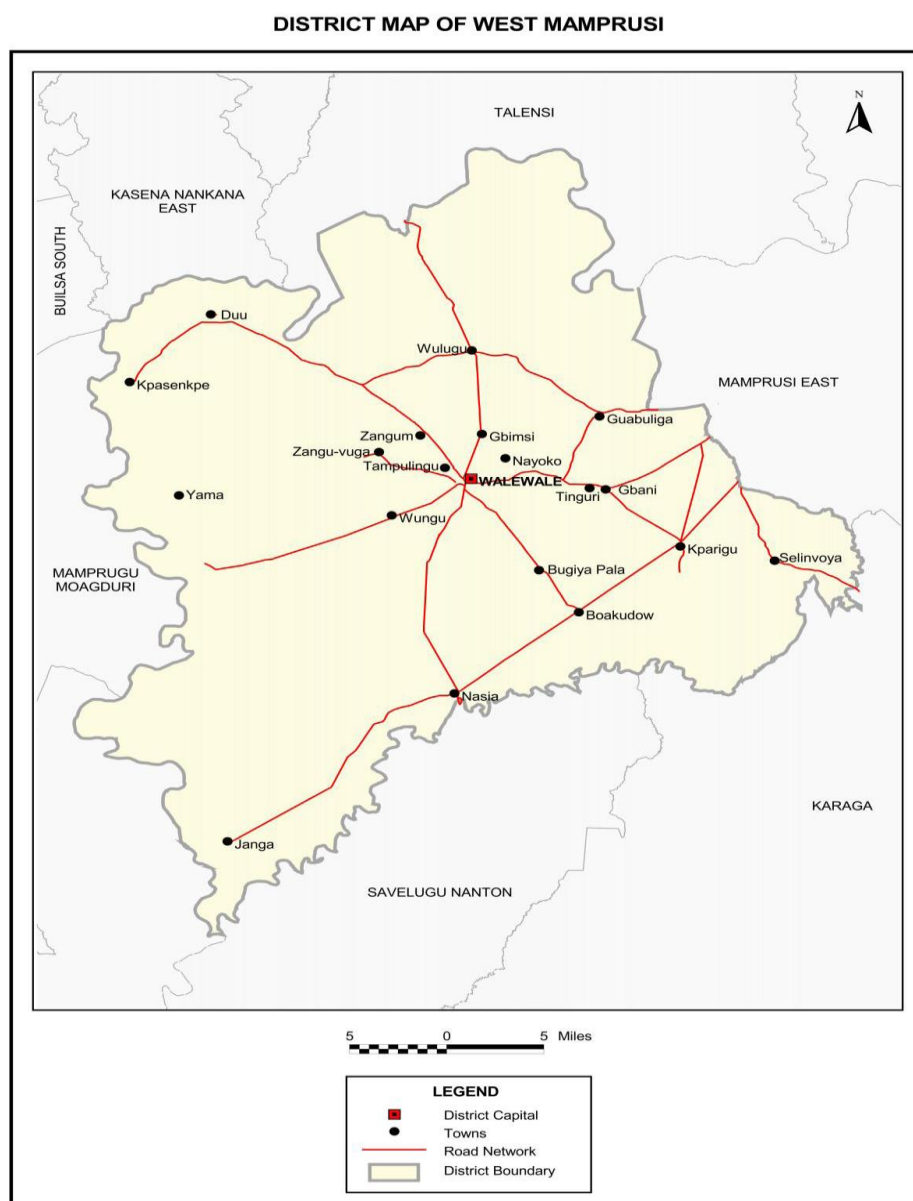 DISTRICT MAP OF WEST MAMPRUSI
N
TALENSI
KASENA NANKANA
EAST
BUILSA SOUTH
Duu
Wulugu
Kpasenkpe
MAMPRUSI EAST
Guabuliga
Zangum
Gbimsi
Zangu-vuga
Nayoko
Tampulingu
WALEWALE
Tinguri
Gbani
Yama
Wungu
Kparigu
Selinvoya
MAMPRUGU
MOAGDURI
Bugiya Pala
Boakudow
Nasia
KARAGA
Janga
SAVELUGU NANTON
5 0 5 Miles
LEGEND
District Capital
Towns
Road Network
District Boundary